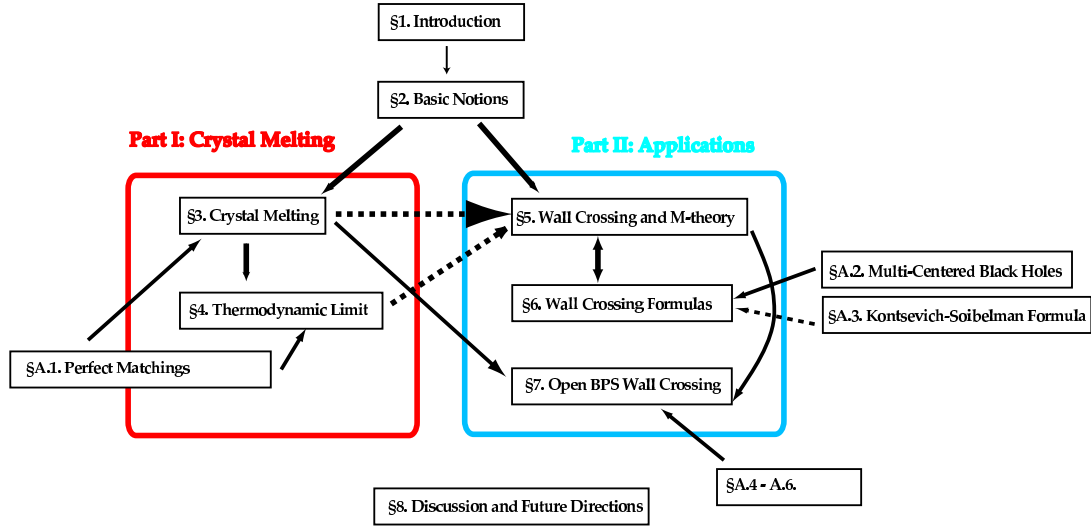 §1. Introduction
§2. Basic Notions
Part I: Crystal Melting
Part II: Applications
§3. Crystal Melting
§5. Wall Crossing and M-theory
§A.2. Multi-Centered Black Holes
§4. Thermodynamic Limit
§6. Wall Crossing Formulas
§A.3. Kontsevich-Soibelman Formula
§A.1. Perfect Matchings
§7. Open BPS Wall Crossing
§A.4 - A.6.
§8. Discussion and Future Directions